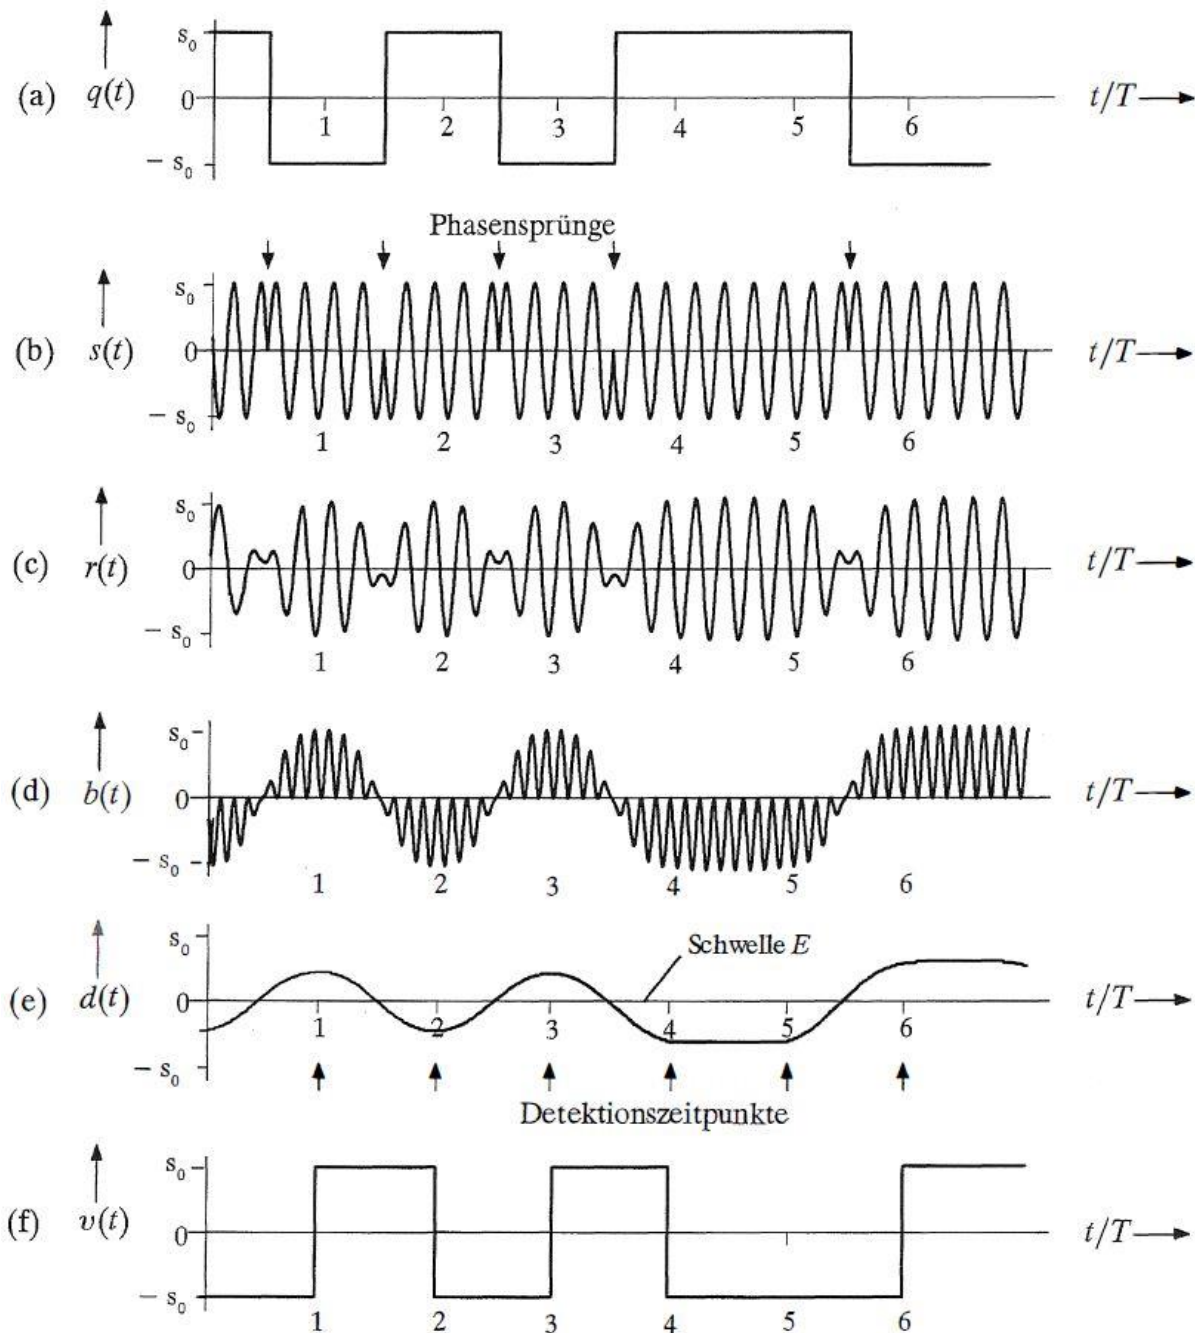 s₀
(a) q(t) 0 t/T
1 2 3 4 5 6
− s₀
Phasensprünge
s₀
(b) s(t) 0 t/T
− s₀
1 2 3 4 5 6
s₀
(c) r(t) 0 t/T
− s₀
1 2 3 4 5 6
s₀
(d) b(t) 0 t/T
− s₀
1 2 3 4 5 6
s₀
Schwelle E
(e) d(t) 0 t/T
1 2 3 4 5 6
− s₀
Detektionszeitpunkte
s₀
(f) v(t) 0 t/T
− s₀
1 2 3 4 5 6